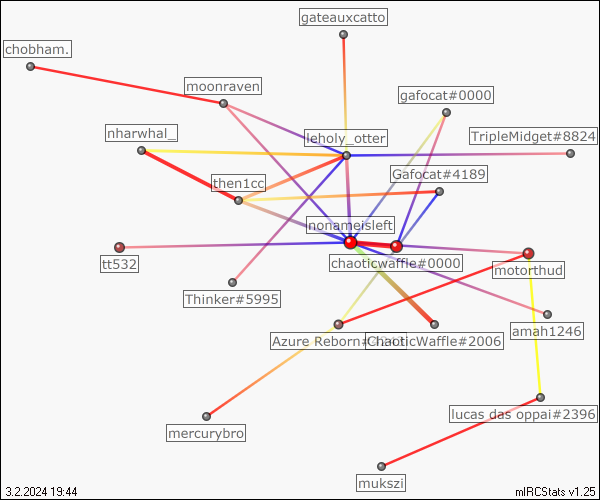 gateauxcatto
chobham.
moonraven
gafocat#0000
nharwhal_
leholy_otter
TripleMidget#8824
then1cc
Gafocat#4189
nonameisleft
tt532
chaoticwaffle#0000
motorthud
Thinker#5995
amah1246
Azure Reborn
ChaoticWaffle#2006
lucas das oppai#2396
mercurybro
mukszi
3.2.2024 19:44
mIRCStats v1.25